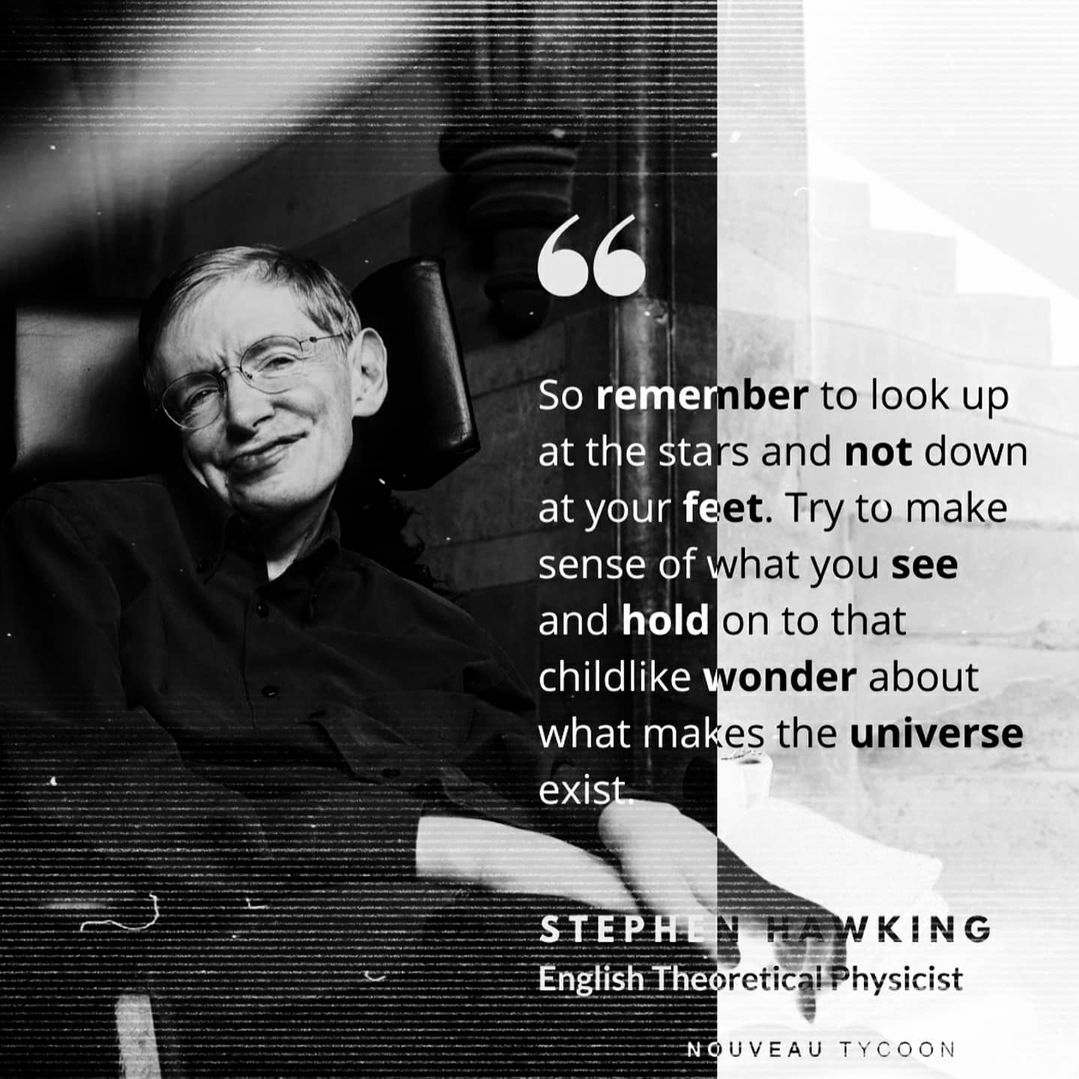 “
So remember to look up
at the stars and not down
at your feet. Try to make
sense of what you see
and hold on to that
childlike wonder about
what makes the universe
exist.
STEPHEN HAWKING
English Theoretical Physicist
NOUVEAU TYCOON